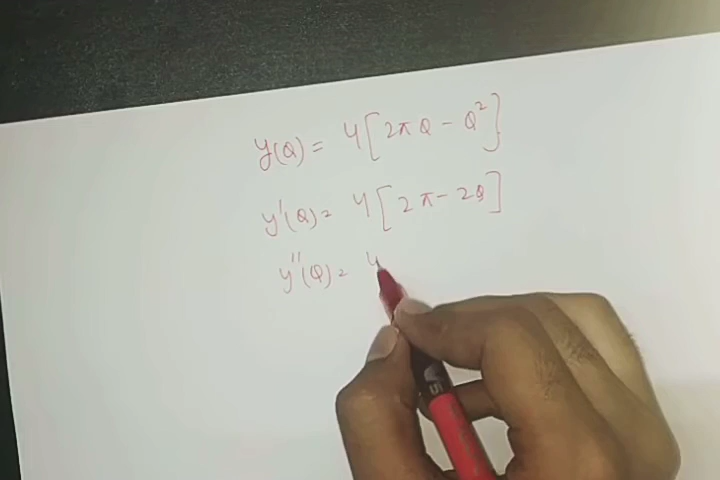 y(Q) = 4[2πQ - Q²]
y'(Q) = 4[2π - 2Q]
y''(Q) = 4